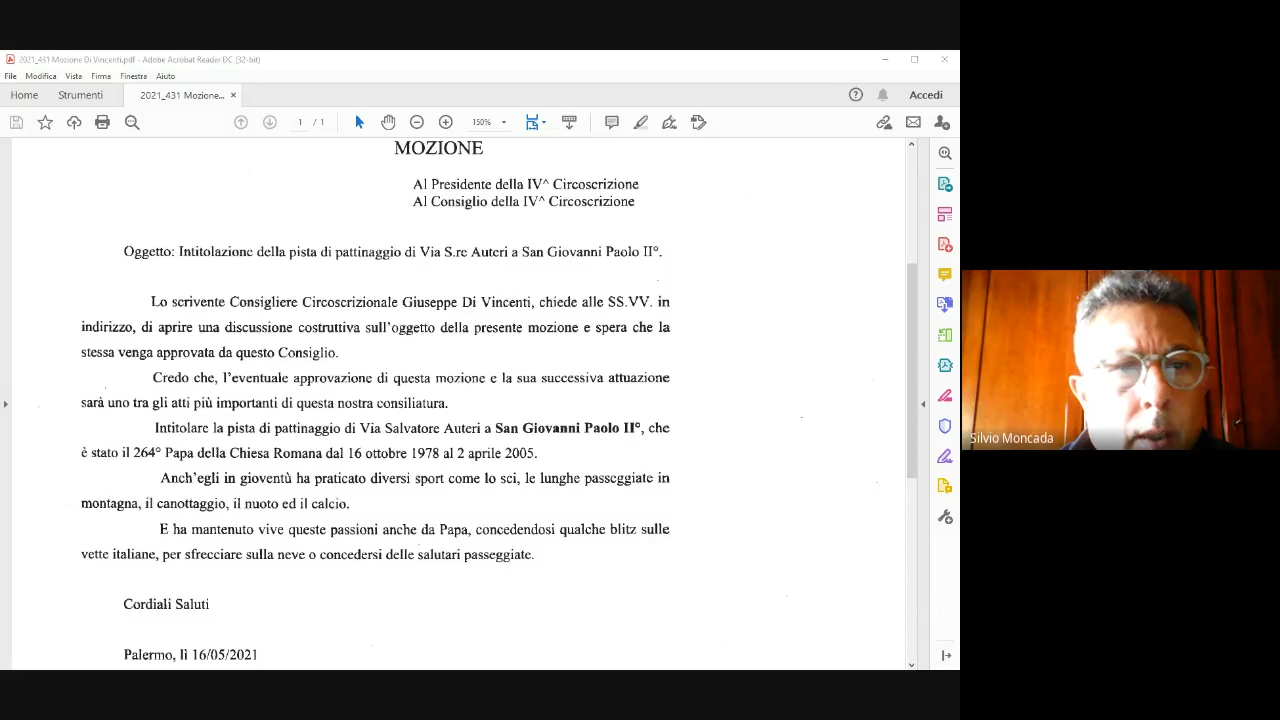 2021_431 Mozione Di Vincenti.pdf - Adobe Acrobat Reader DC (32-bit)
File Modifica Vista Firma Finestra Aiuto
Home Strumenti 2021_431 Mozione... × Accedi
1 / 1 150%
MOZIONE
Al Presidente della IV^ Circoscrizione
Al Consiglio della IV^ Circoscrizione
Oggetto: Intitolazione della pista di pattinaggio di Via S.re Auteri a San Giovanni Paolo II°.
Lo scrivente Consigliere Circoscrizionale Giuseppe Di Vincenti, chiede alle SS.VV. in
indirizzo, di aprire una discussione costruttiva sull'oggetto della presente mozione e spera che la
stessa venga approvata da questo Consiglio.
Credo che, l'eventuale approvazione di questa mozione e la sua successiva attuazione
sarà uno tra gli atti più importanti di questa nostra consiliatura.
Intitolare la pista di pattinaggio di Via Salvatore Auteri a San Giovanni Paolo II°, che
è stato il 264° Papa della Chiesa Romana dal 16 ottobre 1978 al 2 aprile 2005.
Anch'egli in gioventù ha praticato diversi sport come lo sci, le lunghe passeggiate in
montagna, il canottaggio, il nuoto ed il calcio.
E ha mantenuto vive queste passioni anche da Papa, concedendosi qualche blitz sulle
vette italiane, per sfrecciare sulla neve o concedersi delle salutari passeggiate.
Cordiali Saluti
Palermo, lì 16/05/2021
Silvio Moncada